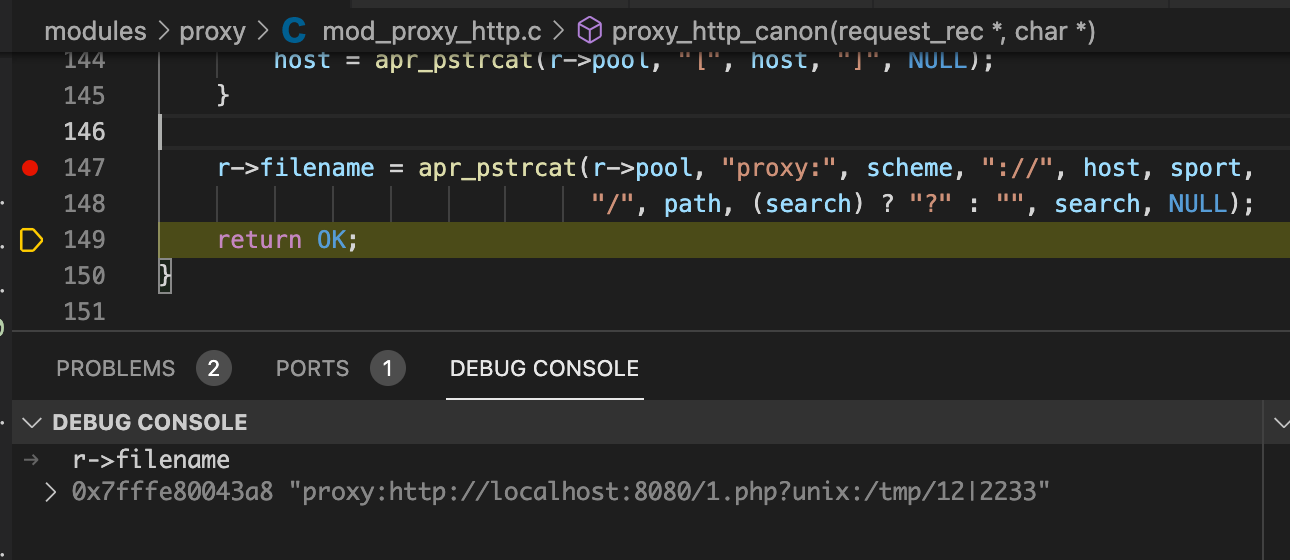 modules > proxy > C mod_proxy_http.c > proxy_http_canon(request_rec *, char *)
144 host = apr_pstrcat(r->pool, "[", host, "]", NULL);
145 }
146
147 r->filename = apr_pstrcat(r->pool, "proxy:", scheme, "://", host, sport,
148 "/", path, (search) ? "?" : "", search, NULL);
149 return OK;
150 }
151
PROBLEMS 2 PORTS 1 DEBUG CONSOLE
DEBUG CONSOLE
r->filename
0x7fffe80043a8 "proxy:http://localhost:8080/1.php?unix:/tmp/12|2233"